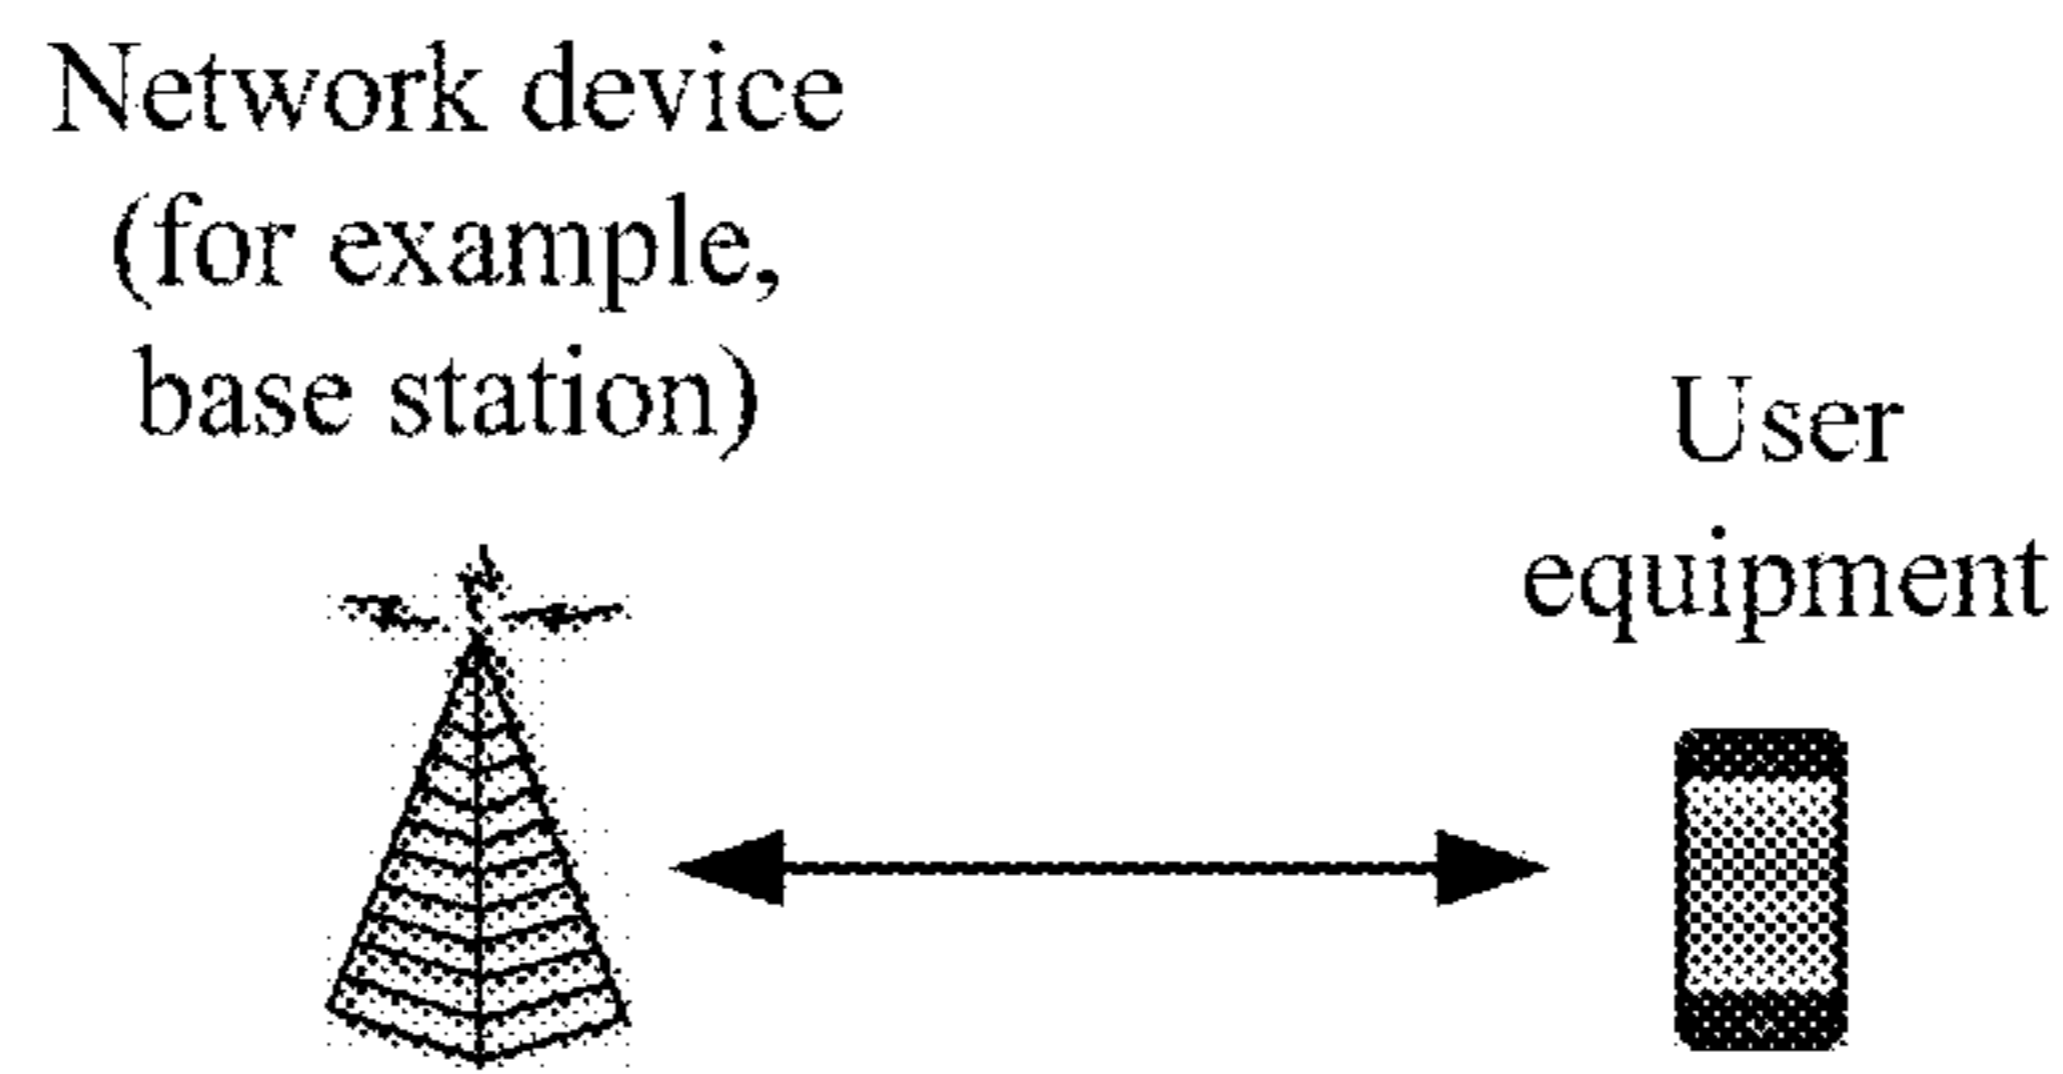 Network device
(for example,
base station)
User
equipment